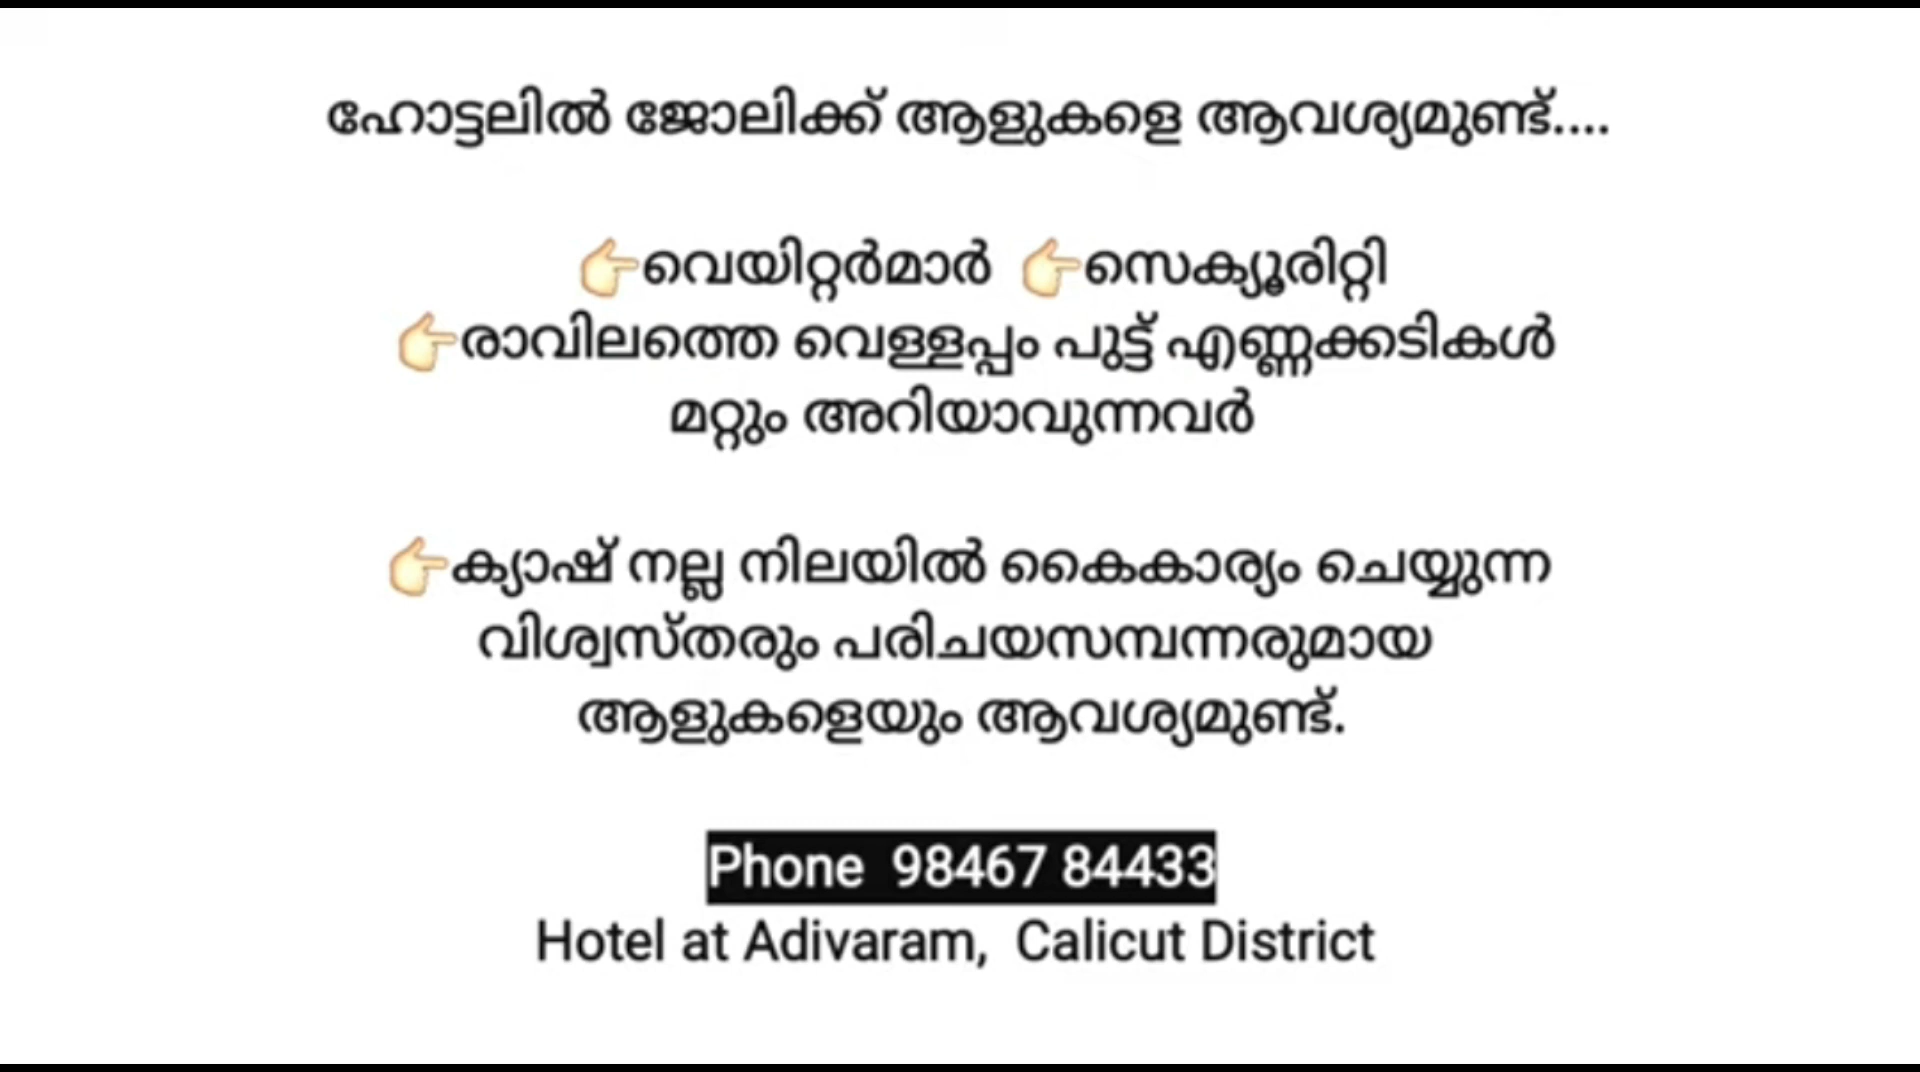 ഹോട്ടലിൽ ജോലിക്ക് ആളുകളെ ആവശ്യമുണ്ട്....
👉🏻വെയിറ്റർമാർ 👉🏻സെക്യൂരിറ്റി
👉🏻രാവിലത്തെ വെള്ളപ്പം പുട്ട് എണ്ണക്കടികൾ
മറ്റും അറിയാവുന്നവർ
👉🏻ക്യാഷ് നല്ല നിലയിൽ കൈകാര്യം ചെയ്യുന്ന
വിശ്വസ്തരും പരിചയസമ്പന്നരുമായ
ആളുകളെയും ആവശ്യമുണ്ട്.
Phone 98467 84433
Hotel at Adivaram, Calicut District